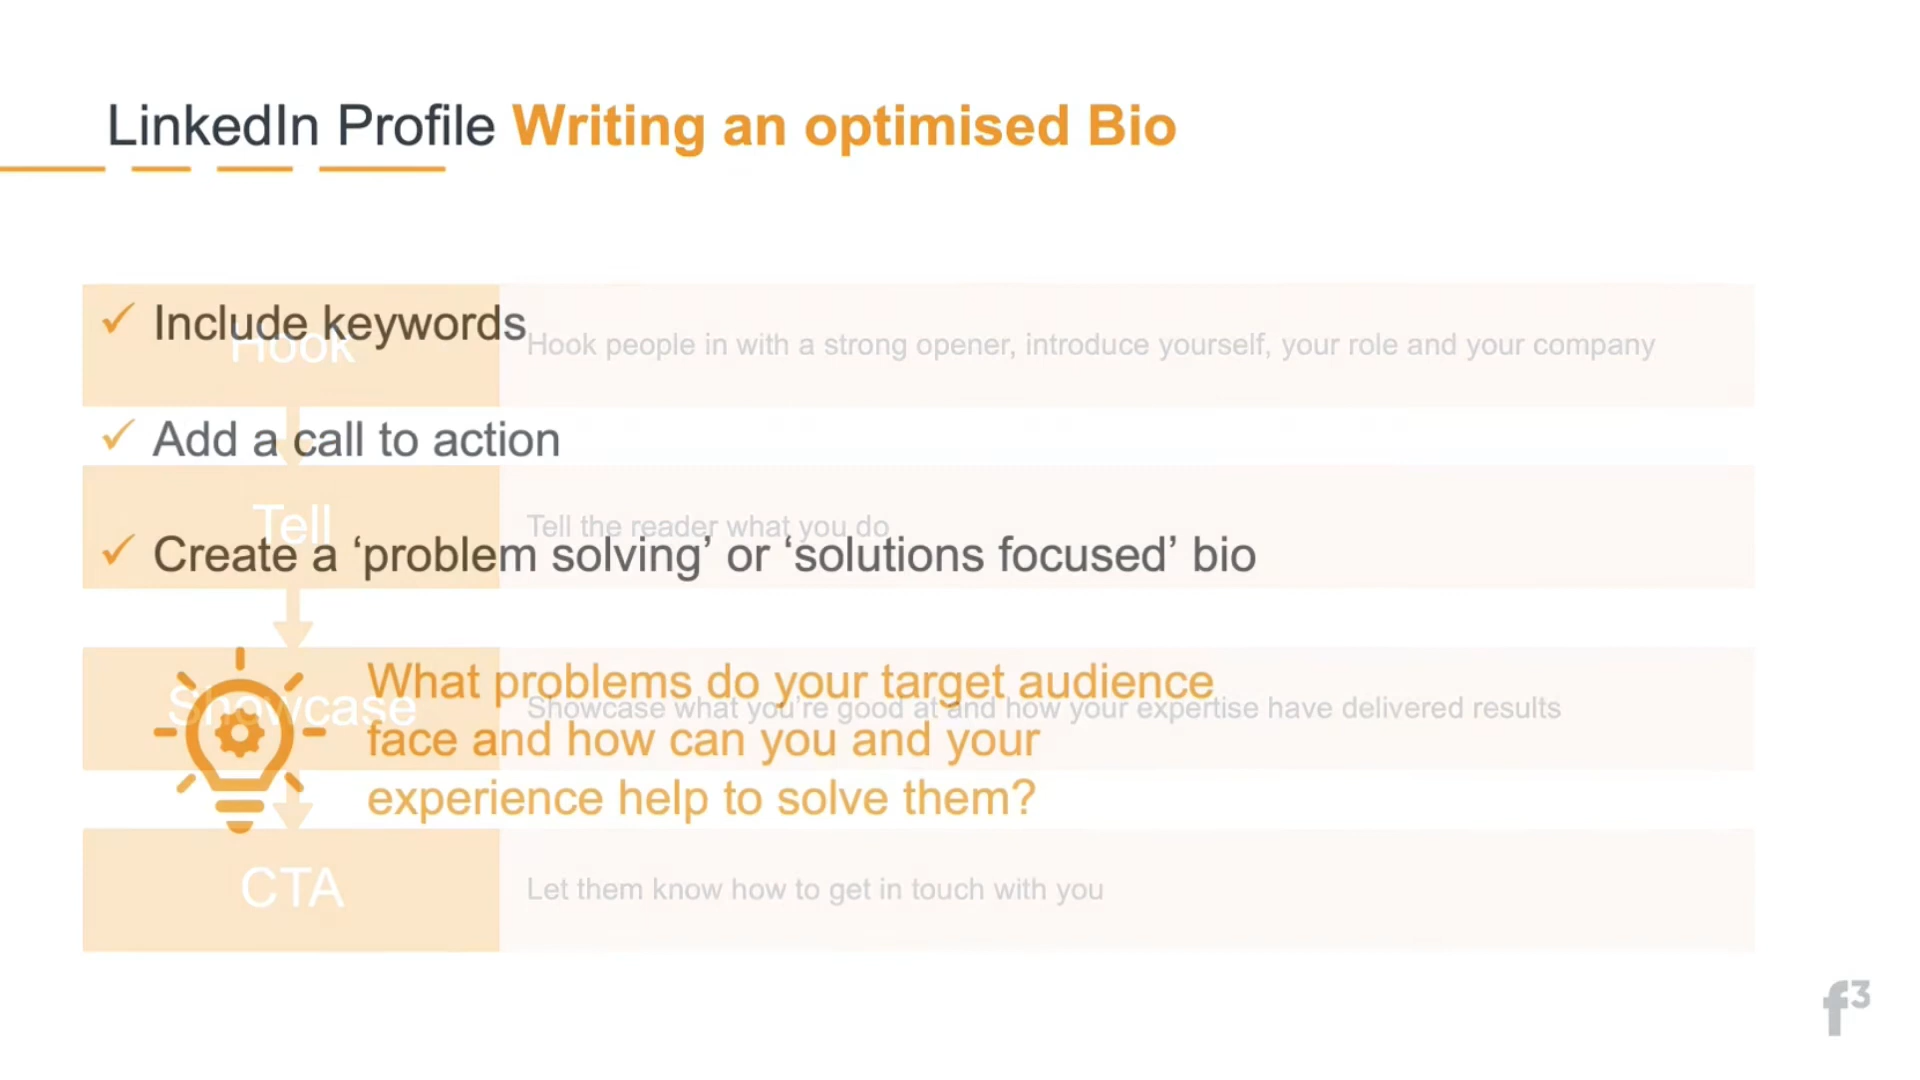 LinkedIn Profile Writing an optimised Bio
✓ Include keywords
Hook
Hook people in with a strong opener, introduce yourself, your role and your company
✓ Add a call to action
Tell
Tell the reader what you do
✓ Create a ‘problem solving’ or ‘solutions focused’ bio
What problems do your target audience
face and how can you and your
experience help to solve them?
Showcase
Showcase what you're good at and how your expertise have delivered results
CTA
Let them know how to get in touch with you
f³